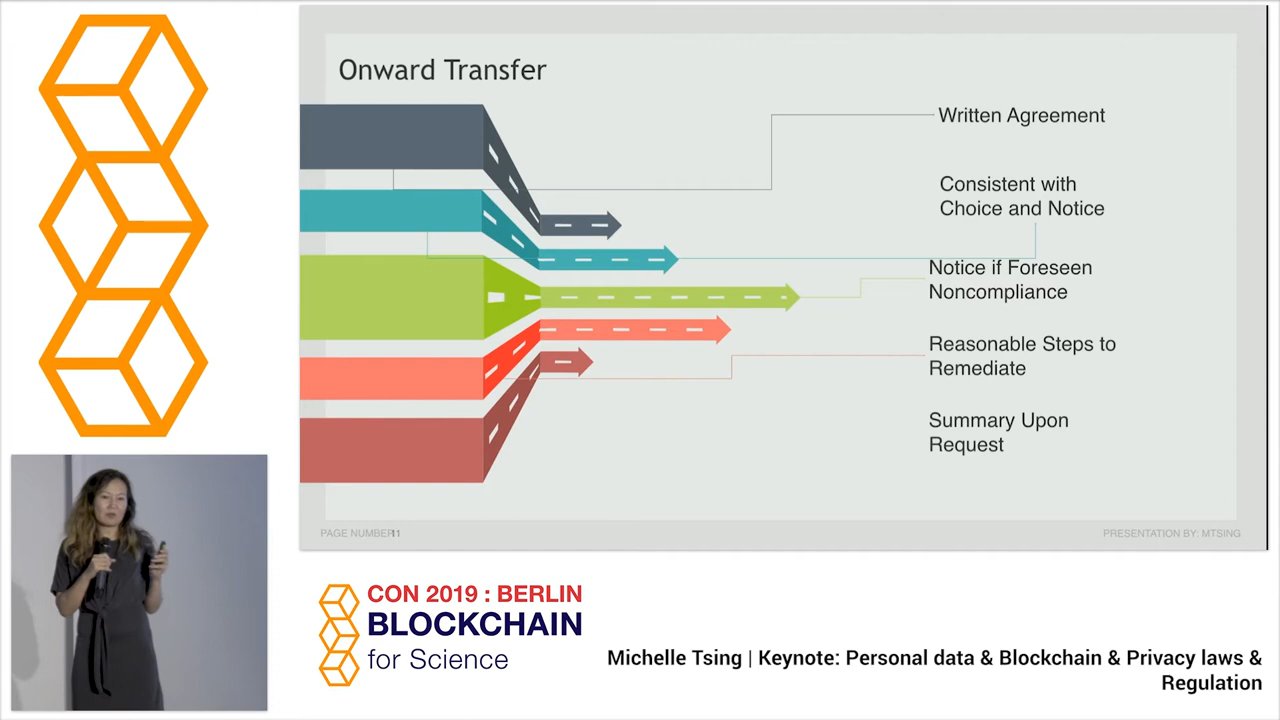 Onward Transfer
Written Agreement
Consistent with
Choice and Notice
Notice if Foreseen
Noncompliance
Reasonable Steps to
Remediate
Summary Upon
Request
PAGE NUMBER11
PRESENTATION BY: MTSING
CON 2019 : BERLIN
BLOCKCHAIN
for Science
Michelle Tsing | Keynote: Personal data & Blockchain & Privacy laws &
Regulation